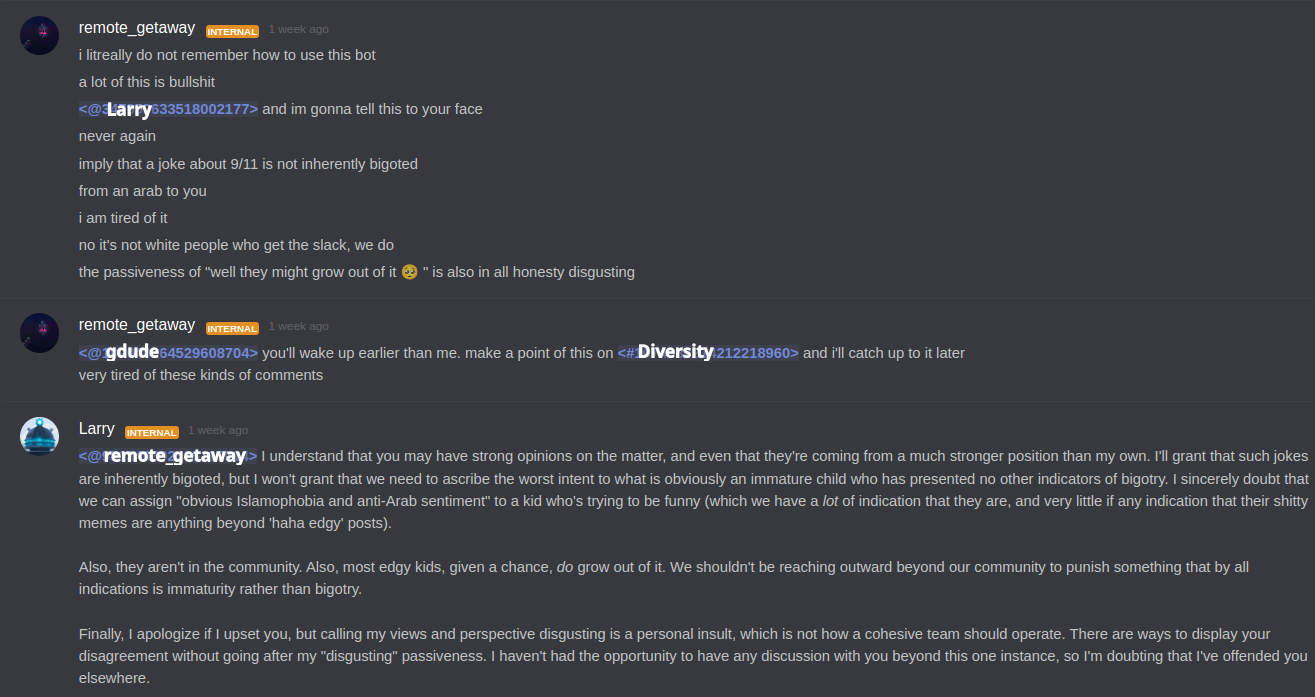 remote_getaway INTERNAL 1 week ago
i litreally do not remember how to use this bot
a lot of this is bullshit
<@3 Larry 633518002177> and im gonna tell this to your face
never again
imply that a joke about 9/11 is not inherently bigoted
from an arab to you
i am tired of it
no it's not white people who get the slack, we do
the passiveness of "well they might grow out of it 🥺 " is also in all honesty disgusting
remote_getaway INTERNAL 1 week ago
<@1 gdude 64529608704> you'll wake up earlier than me. make a point of this on <#1 Diversity 4212218960> and i'll catch up to it later
very tired of these kinds of comments
Larry INTERNAL 1 week ago
<@ remote_getaway > I understand that you may have strong opinions on the matter, and even that they're coming from a much stronger position than my own. I'll grant that such jokes
are inherently bigoted, but I won't grant that we need to ascribe the worst intent to what is obviously an immature child who has presented no other indicators of bigotry. I sincerely doubt that
we can assign "obvious Islamophobia and anti-Arab sentiment" to a kid who's trying to be funny (which we have a lot of indication that they are, and very little if any indication that their shitty
memes are anything beyond 'haha edgy' posts).
Also, they aren't in the community. Also, most edgy kids, given a chance, do grow out of it. We shouldn't be reaching outward beyond our community to punish something that by all
indications is immaturity rather than bigotry.
Finally, I apologize if I upset you, but calling my views and perspective disgusting is a personal insult, which is not how a cohesive team should operate. There are ways to display your
disagreement without going after my "disgusting" passiveness. I haven't had the opportunity to have any discussion with you beyond this one instance, so I'm doubting that I've offended you
elsewhere.